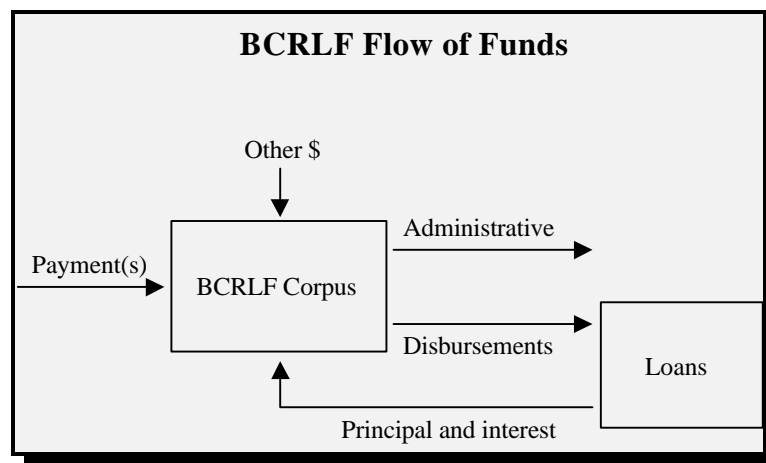 BCRLF Flow of Funds
Other $
Administrative
Payment(s)
BCRLF Corpus
Disbursements
Loans
Principal and interest